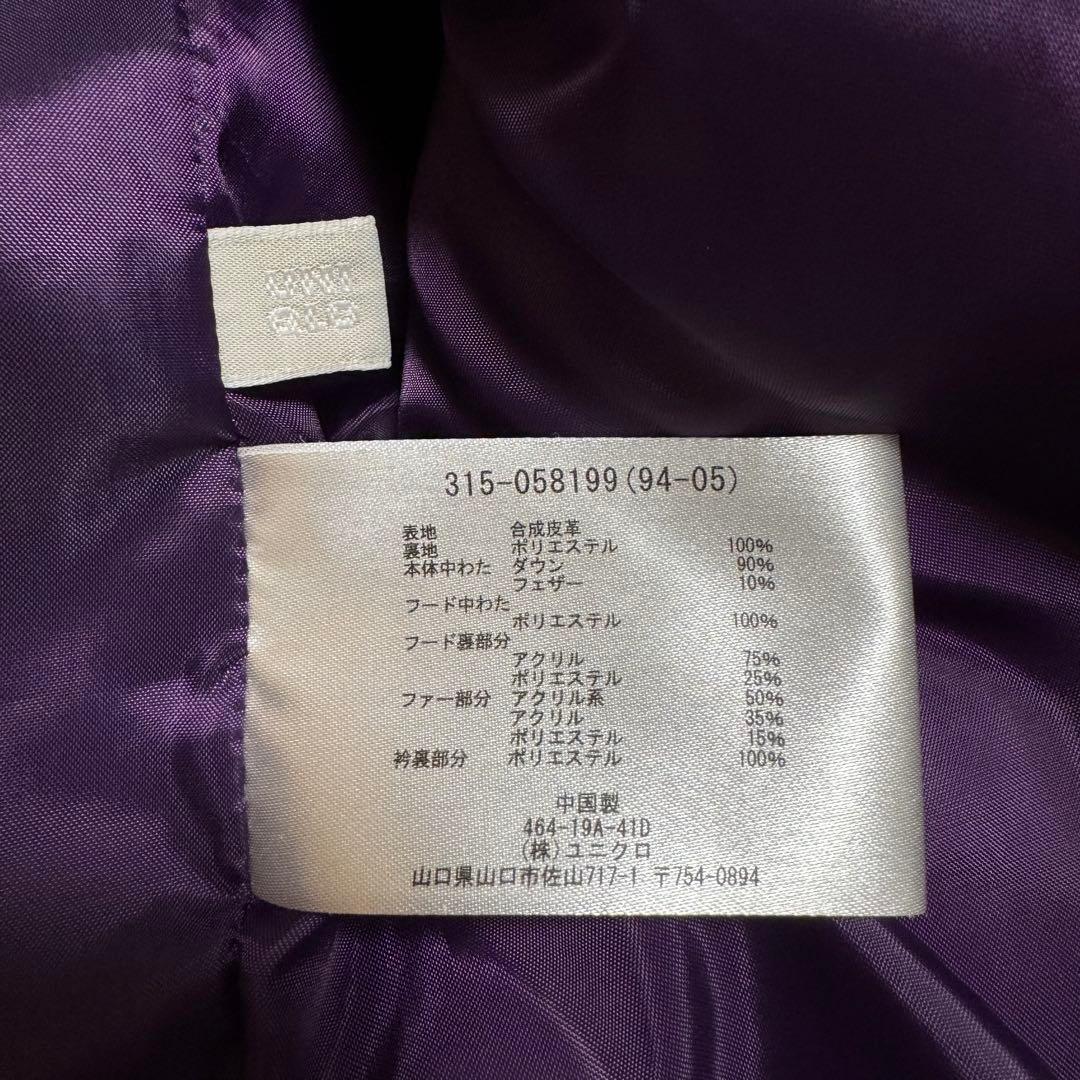 315-058199(94-05)
表地 合成皮革
裏地 ポリエステル 100%
本体中わた ダウン 90%
フェザー 10%
フード中わた
ポリエステル 100%
フード裏部分
アクリル 75%
ポリエステル 25%
ファー部分 アクリル系 50%
アクリル 35%
ポリエステル 15%
衿裏部分 ポリエステル 100%
中国製
464-19A-41D
(株)ユニクロ
山口県山口市佐山717-1 〒754-0894